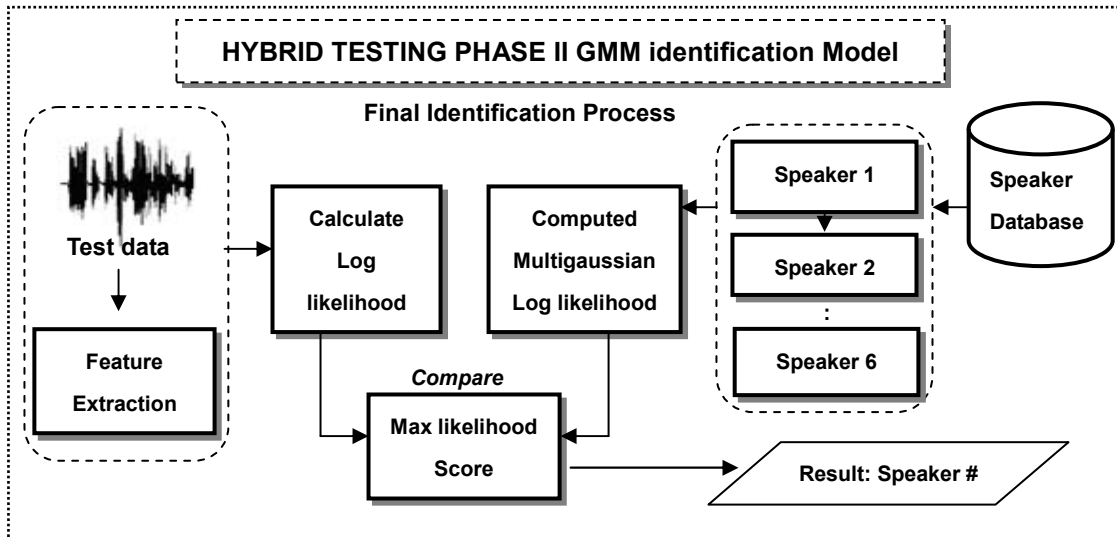 HYBRID TESTING PHASE II GMM identification Model
Final Identification Process
Test data
Feature
Extraction
Calculate
Log
likelihood
Computed
Multigaussian
Log likelihood
Speaker 1
Speaker 2
:
Speaker 6
Speaker
Database
Compare
Max likelihood
Score
Result: Speaker #